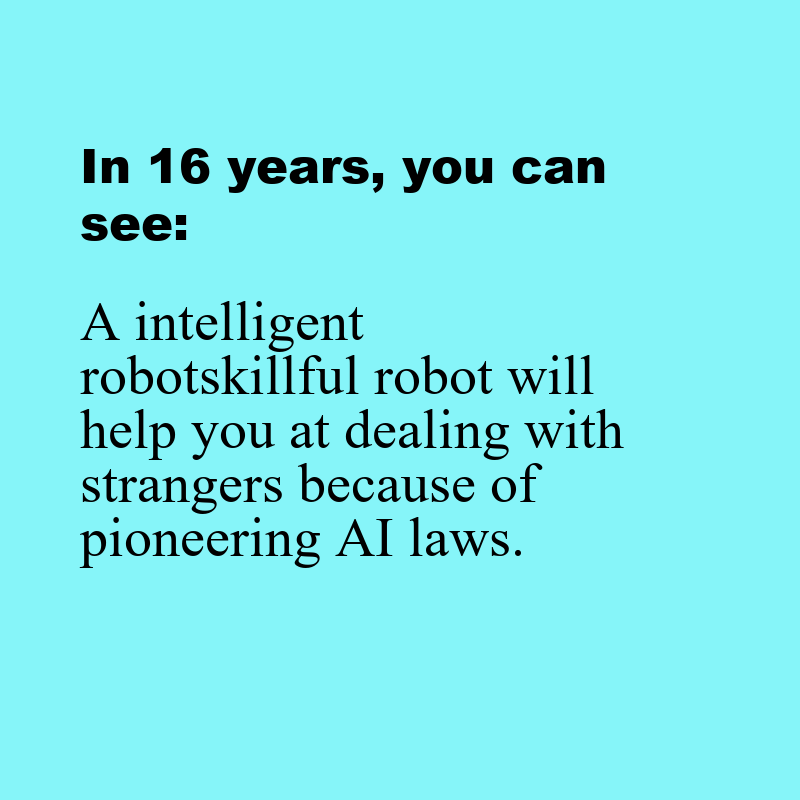 In 16 years, you can
see:
A intelligent
robotskillful robot will
help you at dealing with
strangers because of
pioneering AI laws.